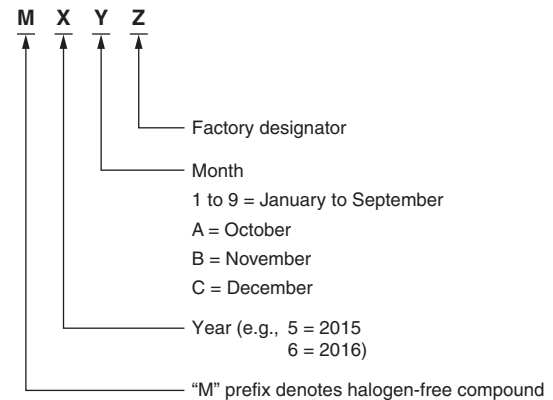 M X Y Z
Factory designator
Month
1 to 9 = January to September
A = October
B = November
C = December
Year (e.g., 5 = 2015
6 = 2016)
“M” prefix denotes halogen-free compound